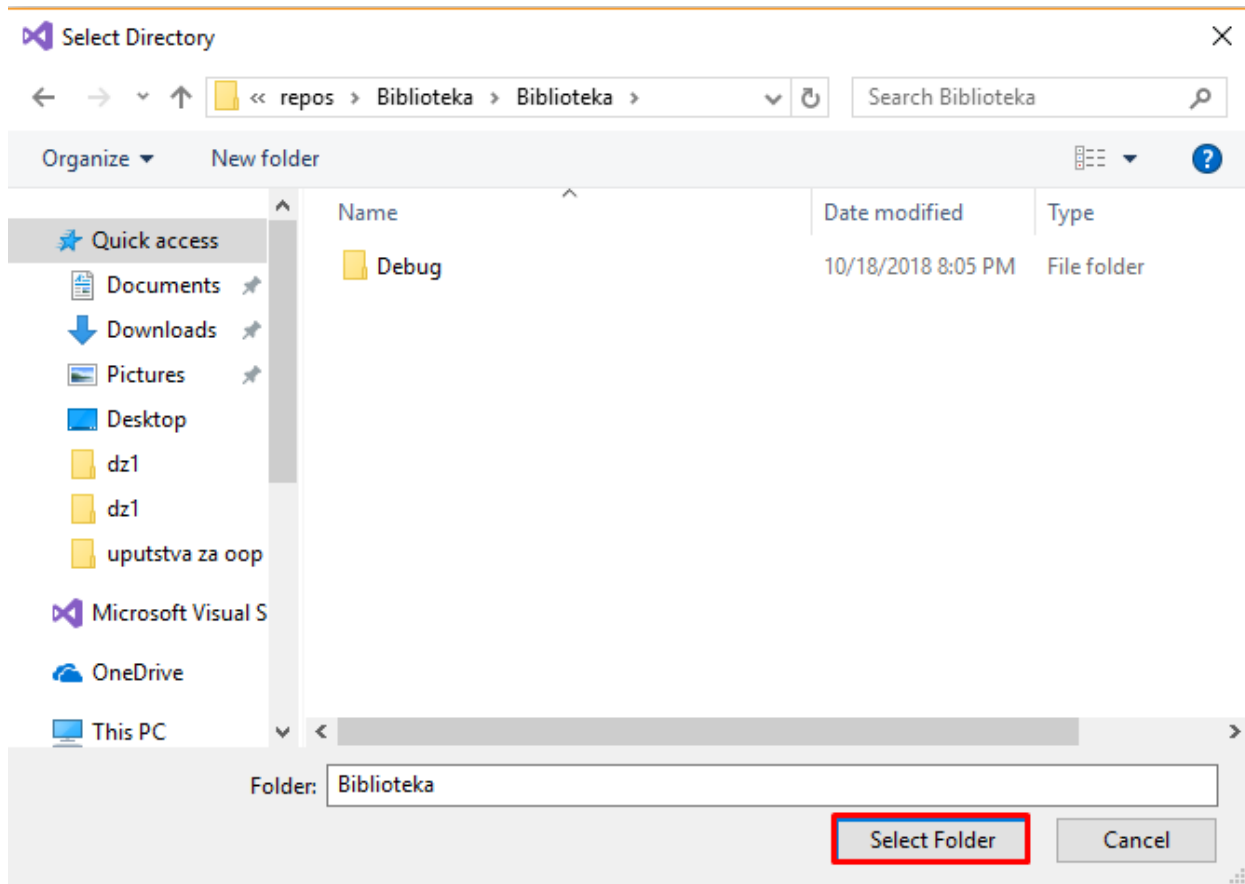 Select Directory
« repos > Biblioteka > Biblioteka >
Search Biblioteka
Organize
New folder
?
Name
Date modified
Type
Quick access
Documents
Downloads
Pictures
Desktop
dz1
dz1
uputstva za oop
Microsoft Visual S
OneDrive
This PC
Debug
10/18/2018 8:05 PM
File folder
Folder:
Biblioteka
Select Folder
Cancel